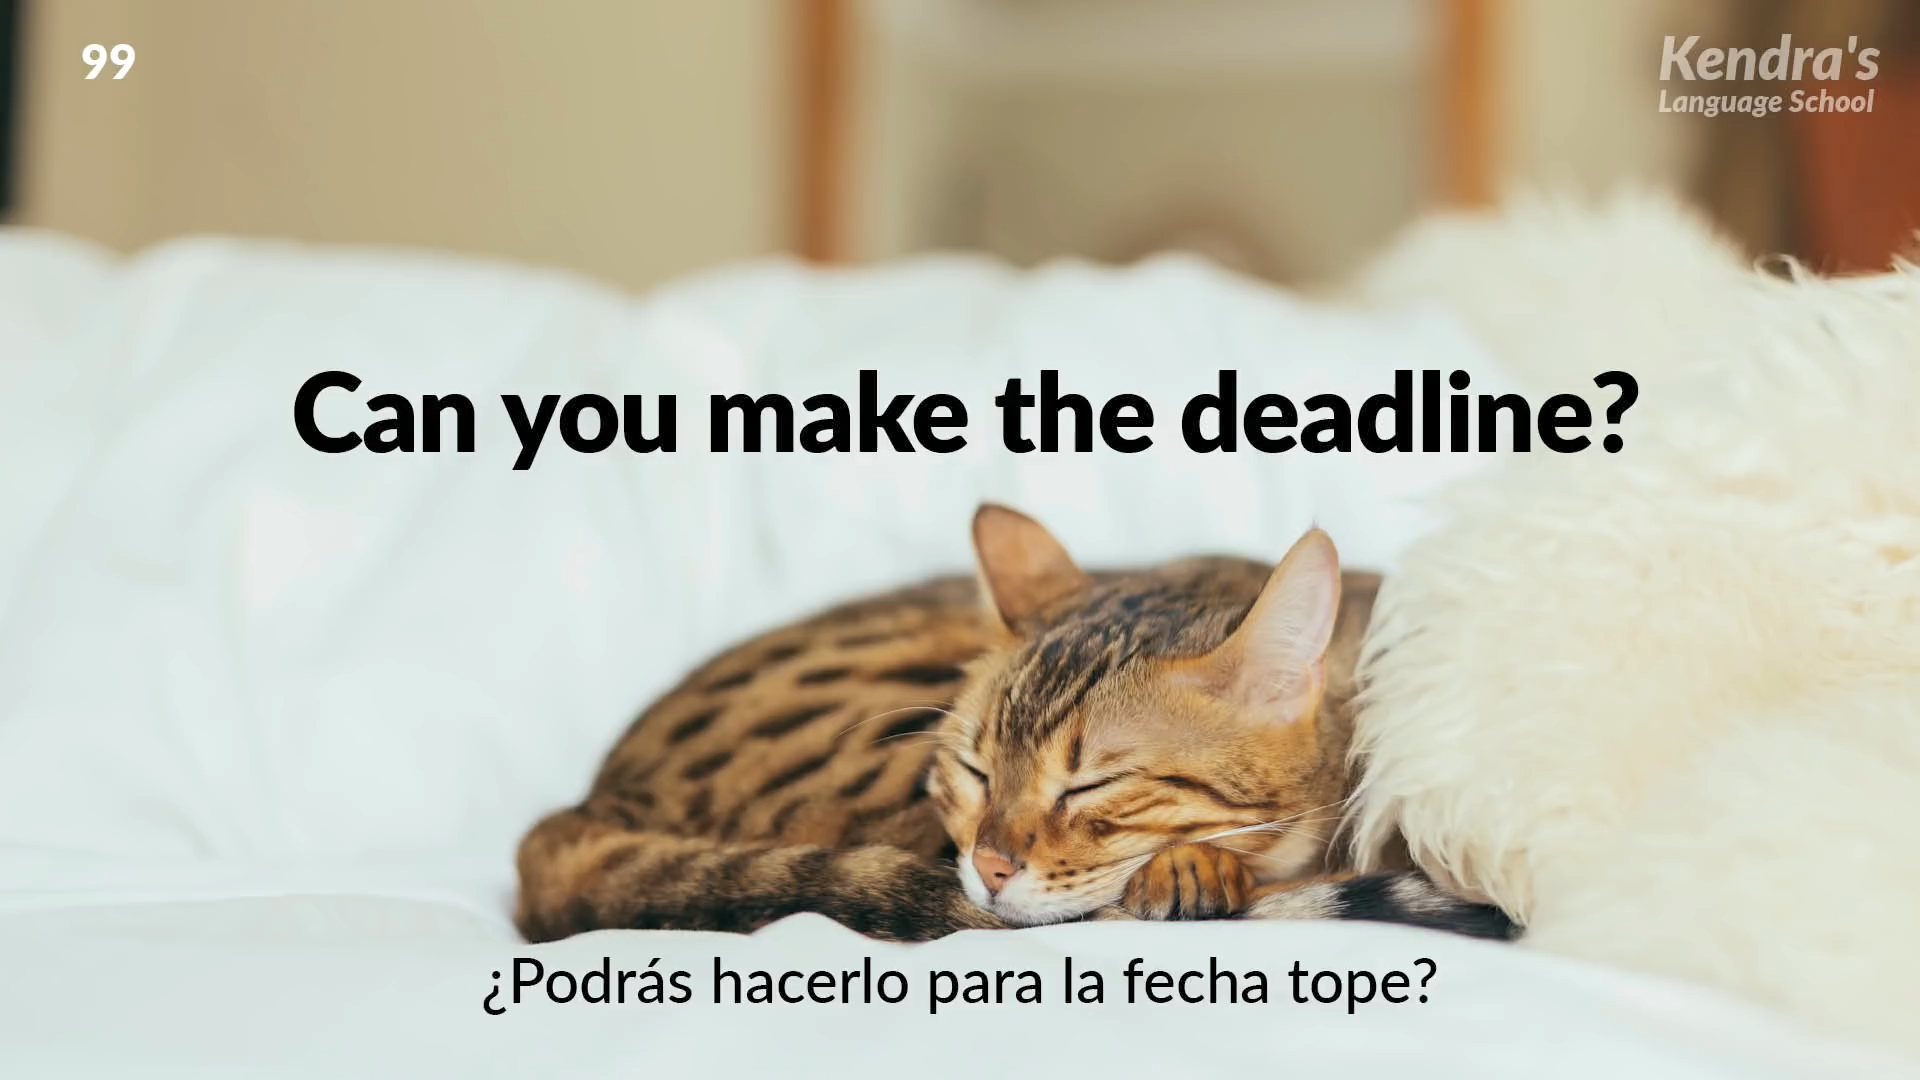 99
Kendra's
Language School
Can you make the deadline?
¿Podrás hacerlo para la fecha tope?